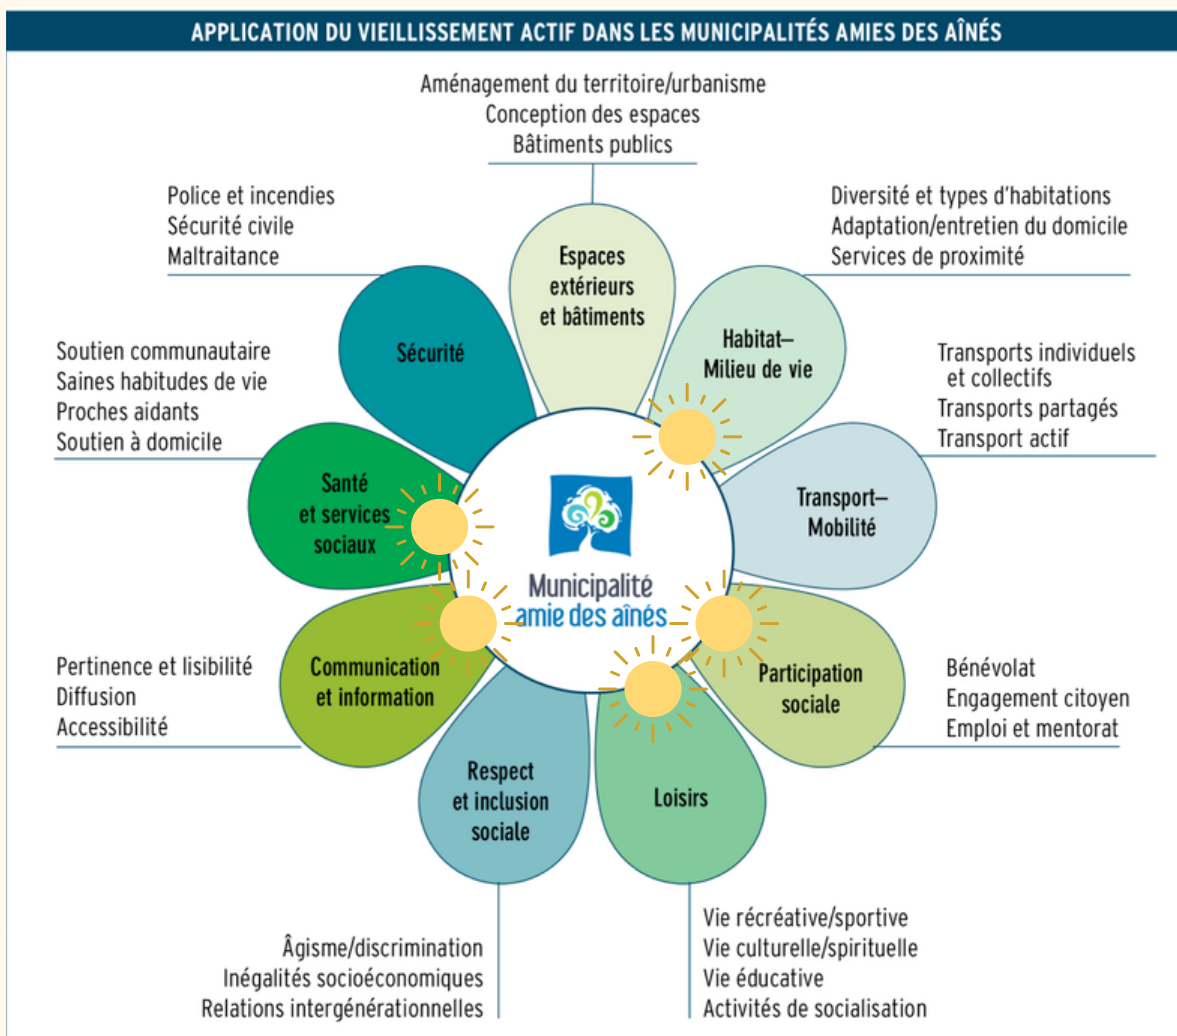 APPLICATION DU VIEILLISSEMENT ACTIF DANS LES MUNICIPALITÉS AMIES DES AÎNÉS
Aménagement du territoire/urbanisme
Conception des espaces
Bâtiments publics
Police et incendies
Sécurité civile
Maltraitance
Diversité et types d'habitations
Adaptation/entretien du domicile
Services de proximité
Espaces
extérieurs
et bâtiments
Sécurité
Habitat–
Milieu de vie
Soutien communautaire
Saines habitudes de vie
Proches aidants
Soutien à domicile
Transports individuels
et collectifs
Transports partagés
Transport actif
Santé
et services
sociaux
Transport–
Mobilité
Municipalité
amie des aînés
Pertinence et lisibilité
Diffusion
Accessibilité
Communication
et information
Participation
sociale
Bénévolat
Engagement citoyen
Emploi et mentorat
Respect
et inclusion
sociale
Loisirs
Âgisme/discrimination
Inégalités socioéconomiques
Relations intergénérationnelles
Vie récréative/sportive
Vie culturelle/spirituelle
Vie éducative
Activités de socialisation